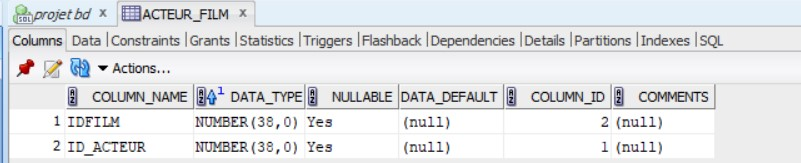 projet bd x ACTEUR_FILM x
Columns Data |Constraints |Grants |Statistics |Triggers |Flashback |Dependencies |Details |Partitions |Indexes |SQL
Actions...
COLUMN_NAME 1 DATA_TYPE NULLABLE DATA_DEFAULT COLUMN_ID COMMENTS
1 IDFILM NUMBER(38,0) Yes (null) 2 (null)
2 ID_ACTEUR NUMBER(38,0) Yes (null) 1 (null)